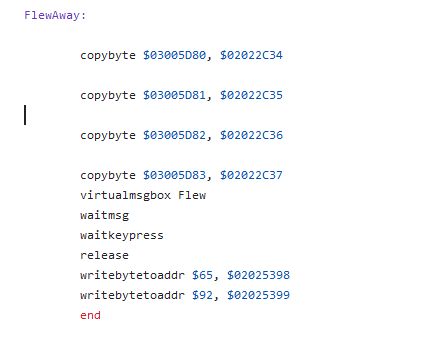 FlewAway:
copybyte $03005D80, $02022C34
copybyte $03005D81, $02022C35
copybyte $03005D82, $02022C36
copybyte $03005D83, $02022C37
virtualmsgbox Flew
waitmsg
waitkeypress
release
writebytetoaddr $65, $02025398
writebytetoaddr $92, $02025399
end